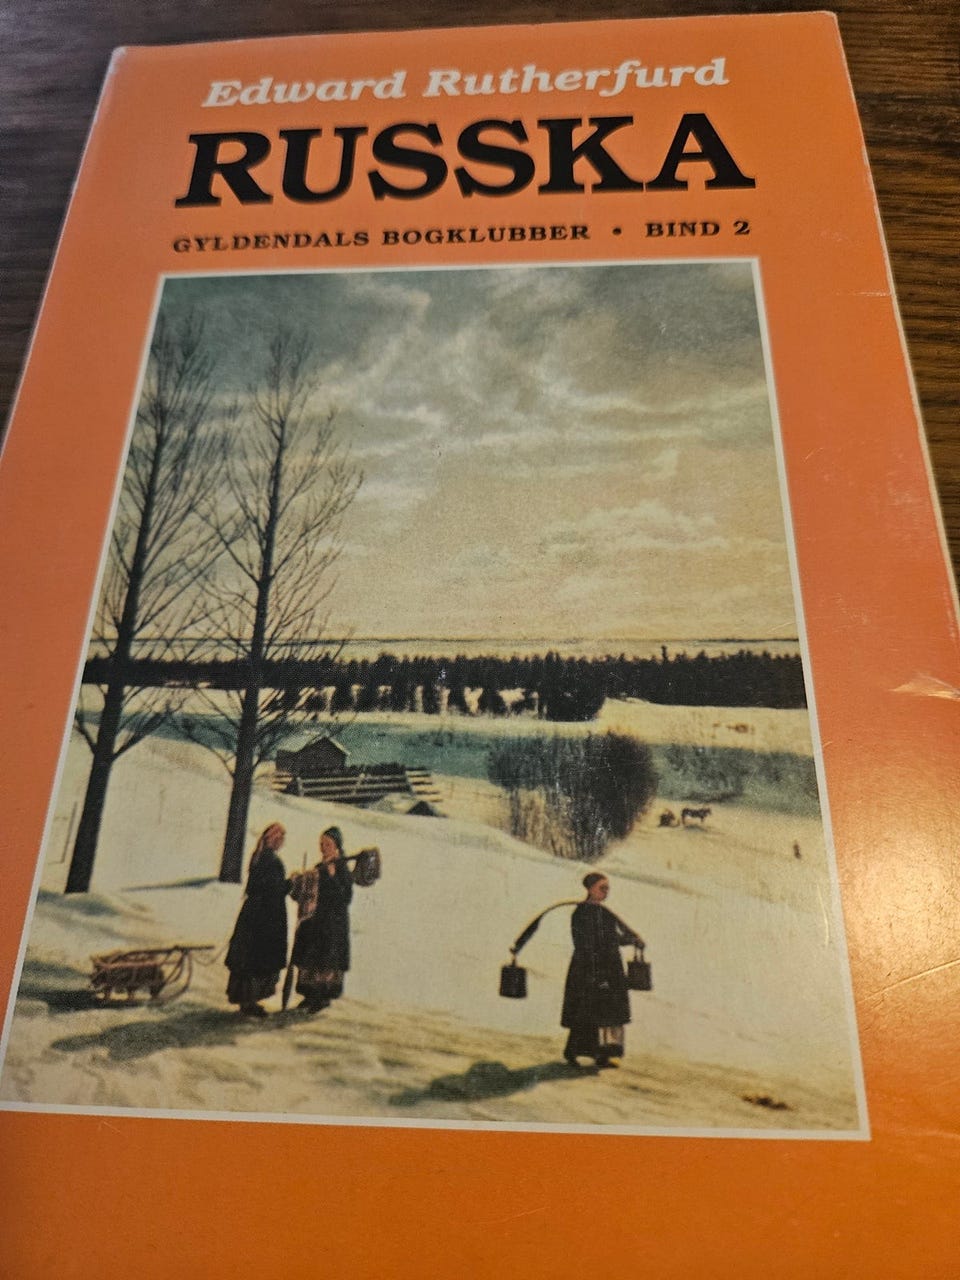 Edward Rutherfurd
RUSSKA
GYLDENDALS BOGKLUBBER • BIND 2